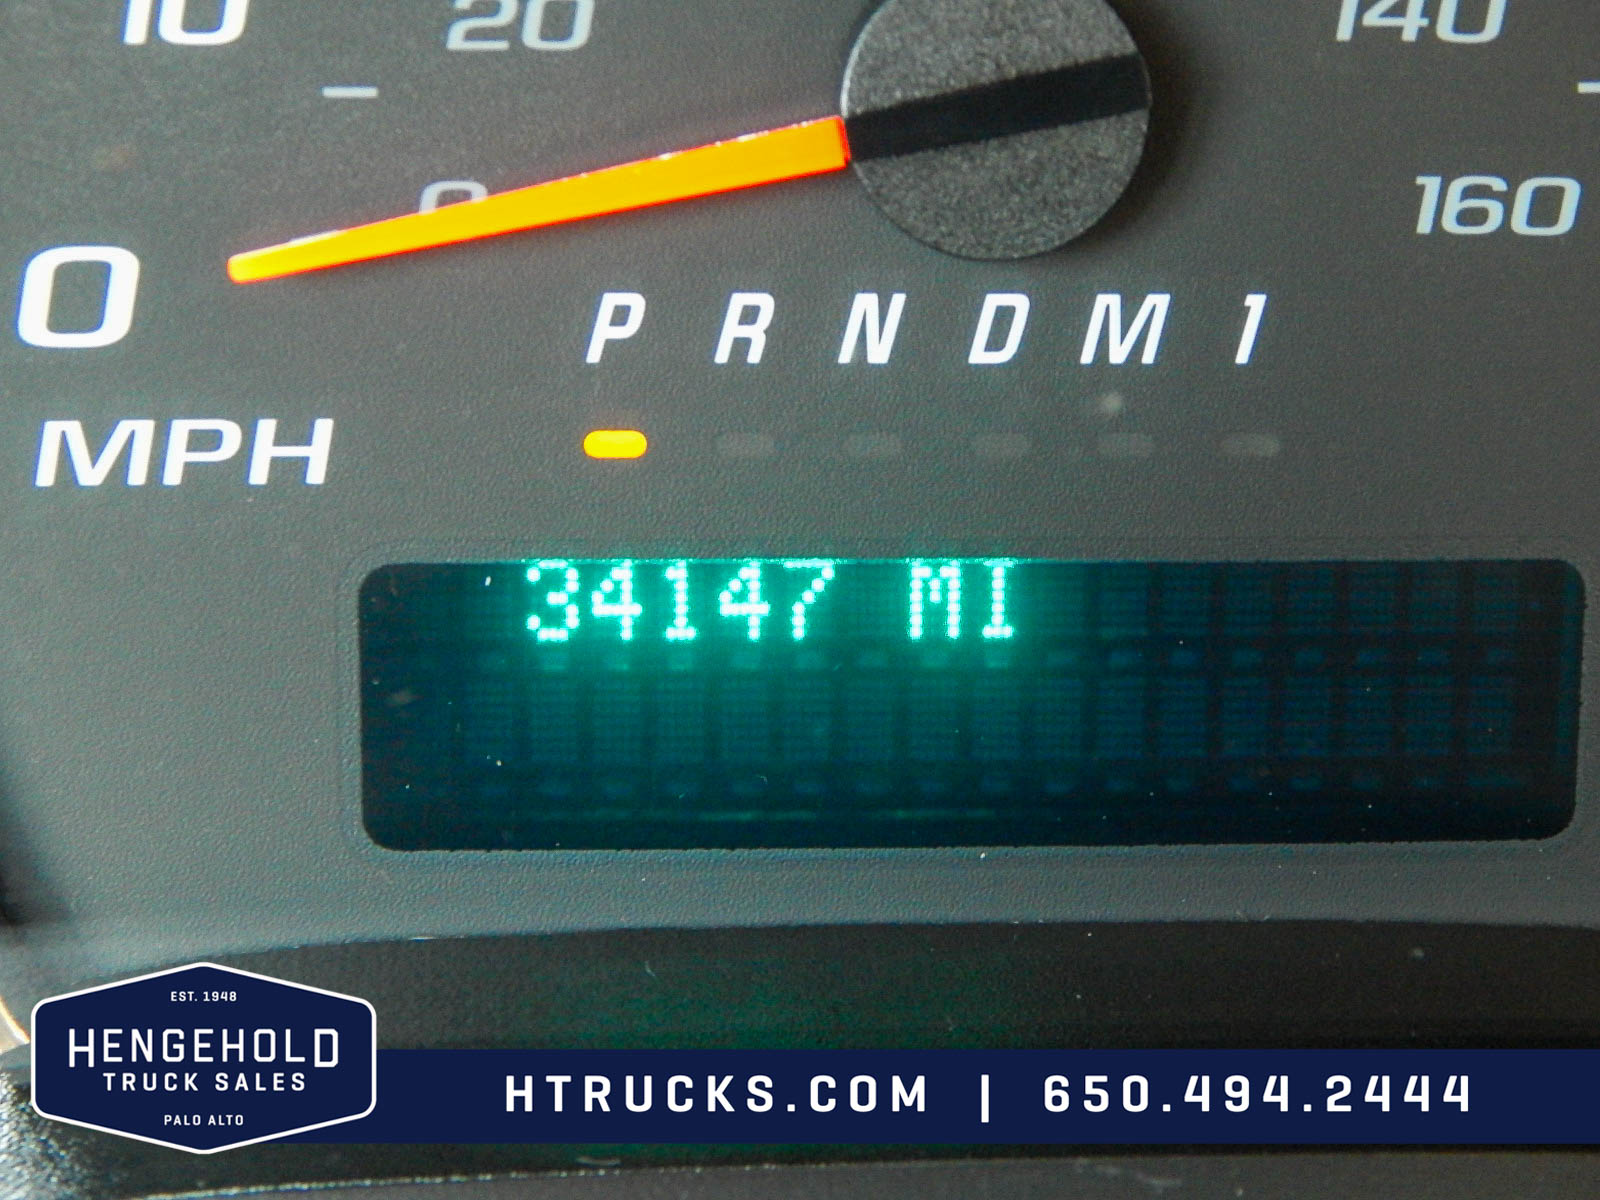 10 20 140
0 160
0
P R N D M 1
MPH
34147 MI
EST. 1948
HENGEHOLD
TRUCK SALES
PALO ALTO
HTRUCKS.COM | 650.494.2444